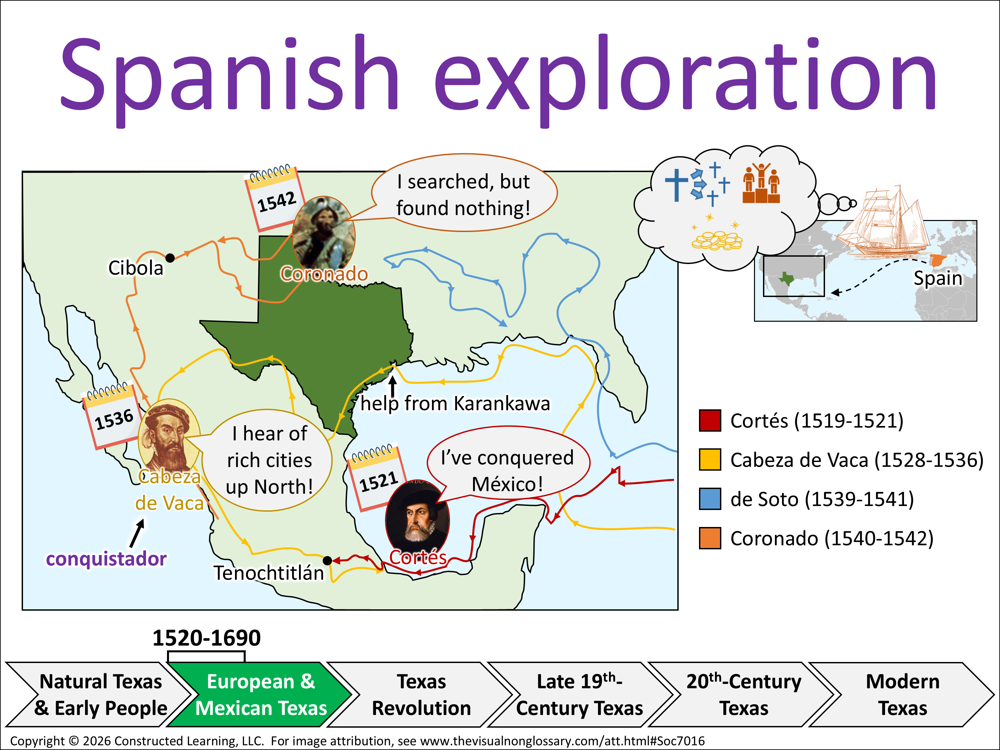 Spanish exploration
1542
I searched, but
found nothing!
Coronado
Cibola
Spain
help from Karankawa
1536
I hear of
rich cities
up North!
Cabeza
de Vaca
conquistador
1521
I’ve conquered
México!
Cortés
Tenochtitlán
Cortés (1519-1521)
Cabeza de Vaca (1528-1536)
de Soto (1539-1541)
Coronado (1540-1542)
1520-1690
Natural Texas
& Early People
European &
Mexican Texas
Texas
Revolution
Late 19th-
Century Texas
20th-Century
Texas
Modern
Texas
Copyright © 2026 Constructed Learning, LLC. For image attribution, see www.thevisualnonglossary.com/att.html#Soc7016